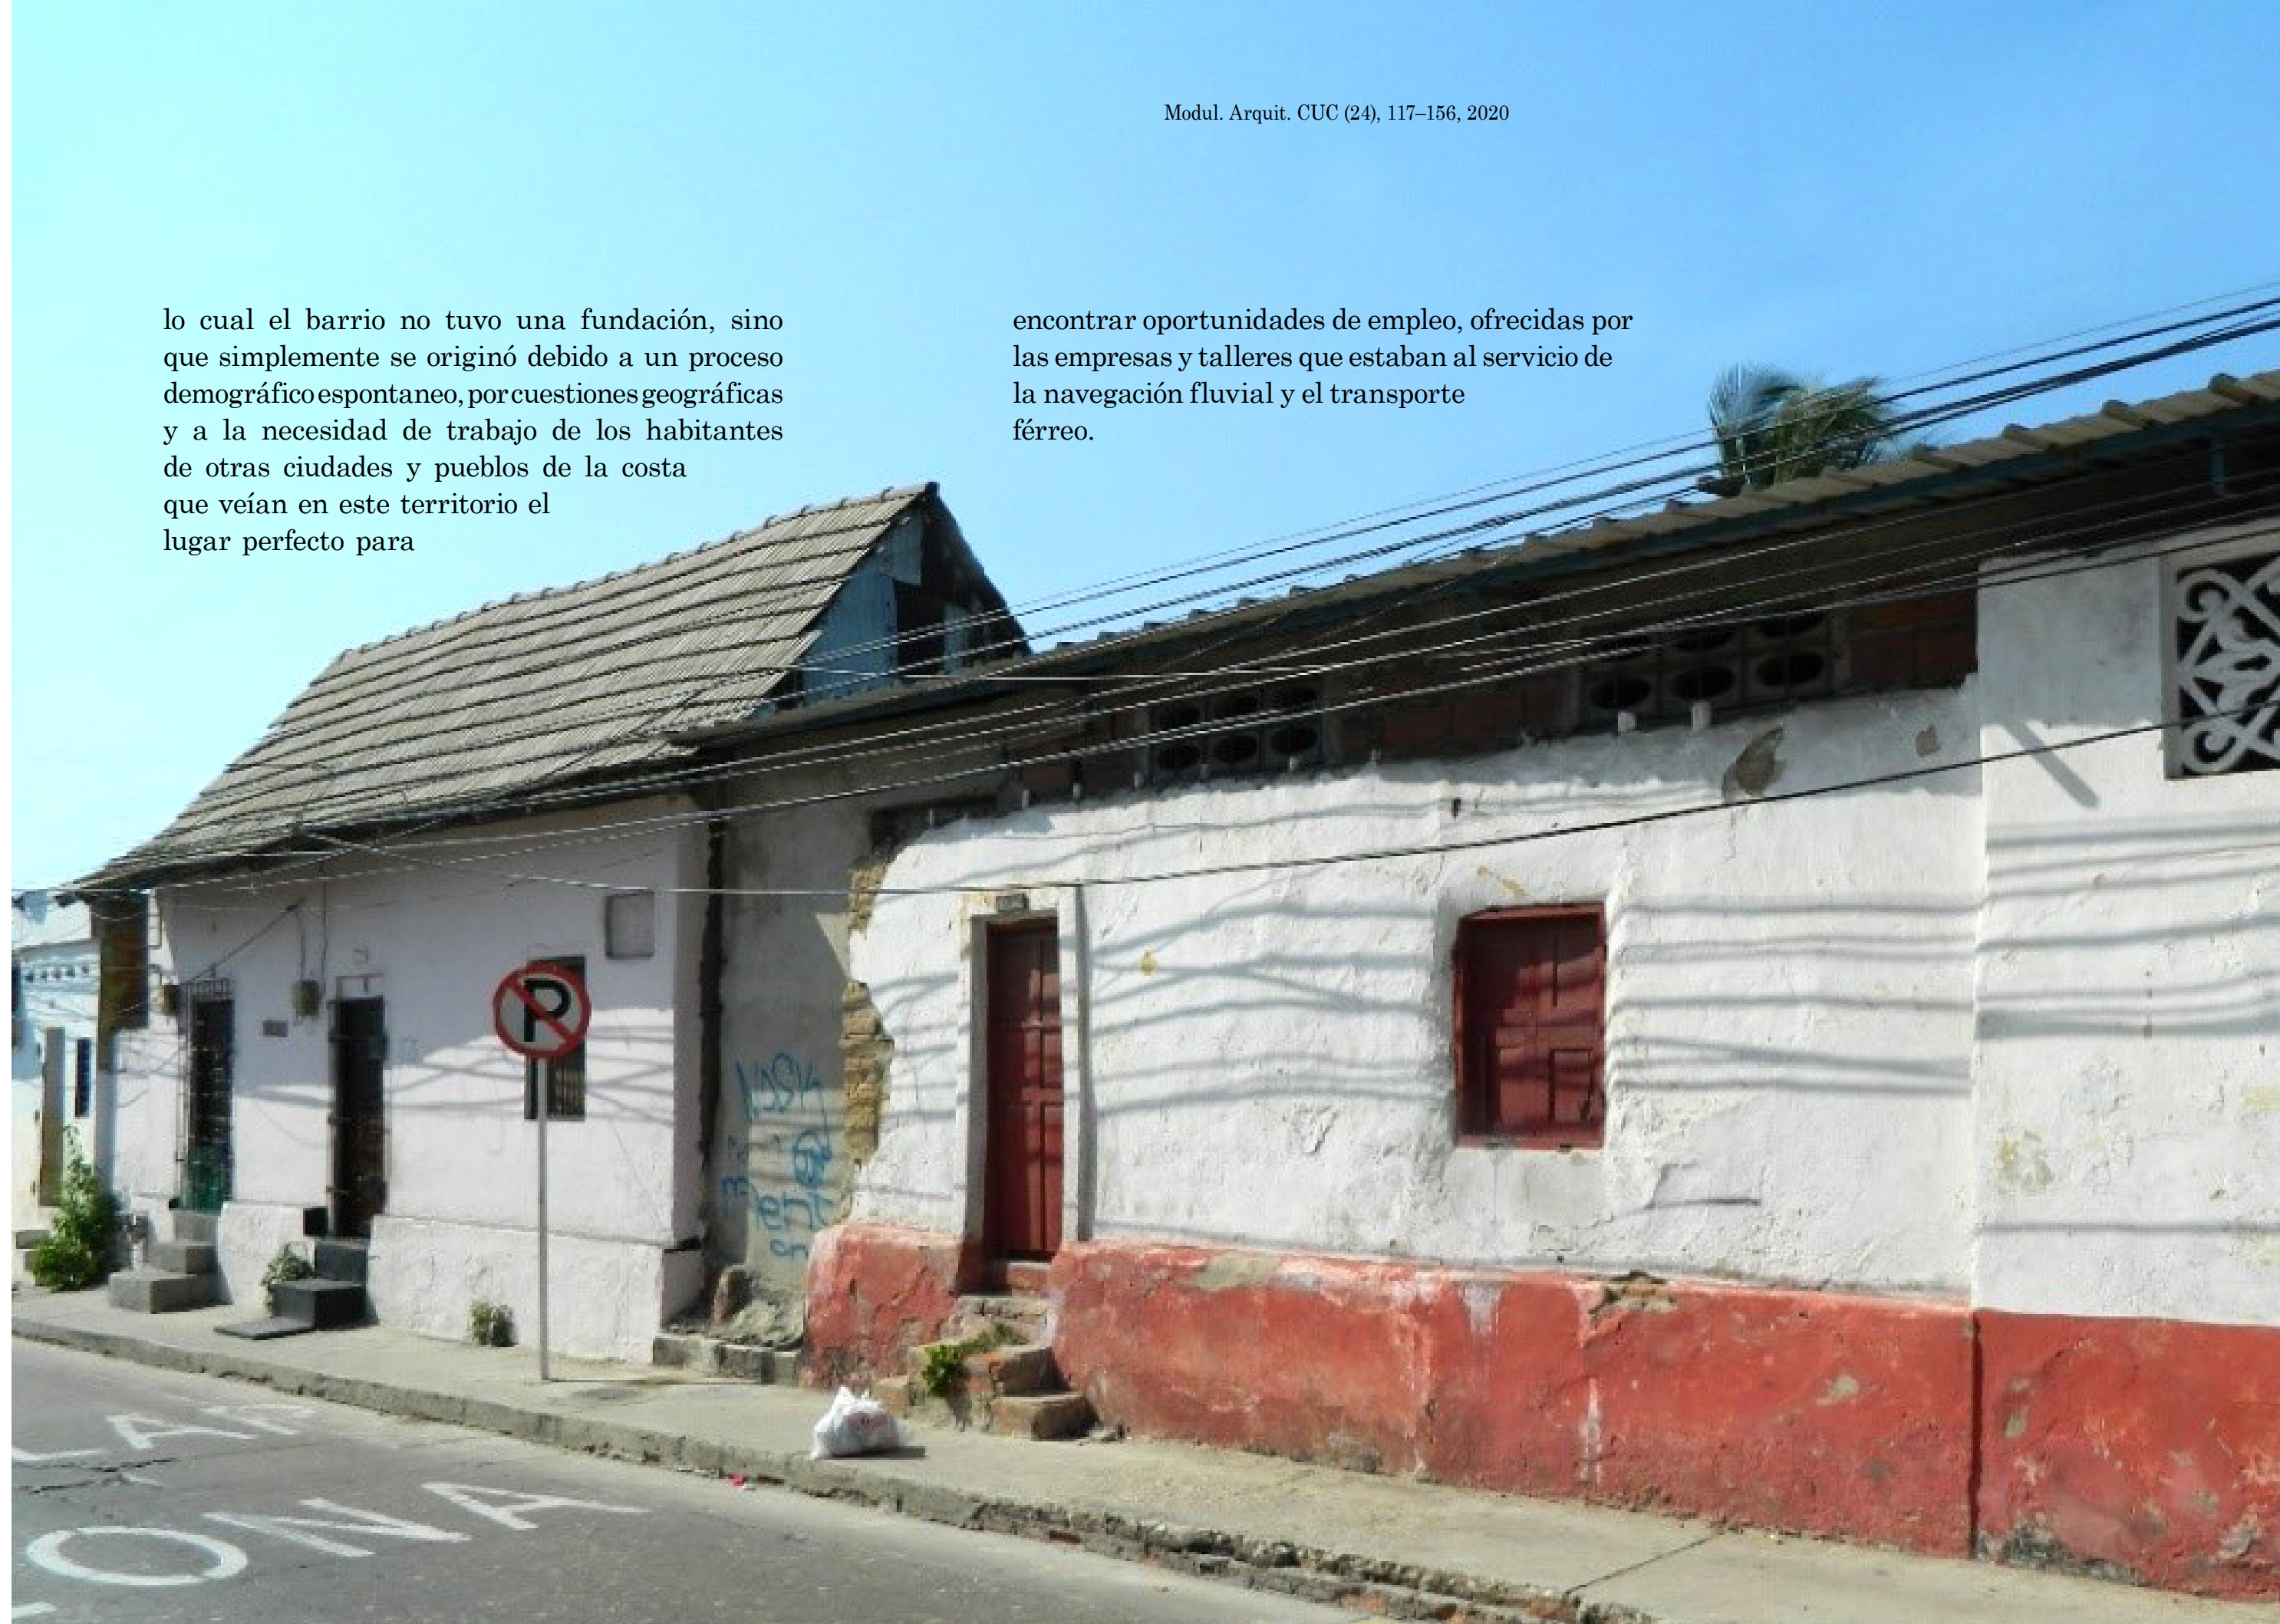 Modul. Arquit. CUC (24), 117–156, 2020
lo cual el barrio no tuvo una fundación, sino
que simplemente se originó debido a un proceso
demográfico espontaneo, por cuestiones geográficas
y a la necesidad de trabajo de los habitantes
de otras ciudades y pueblos de la costa
que veían en este territorio el
lugar perfecto para
encontrar oportunidades de empleo, ofrecidas por
las empresas y talleres que estaban al servicio de
la navegación fluvial y el transporte
férreo.
P
LAR
ONA